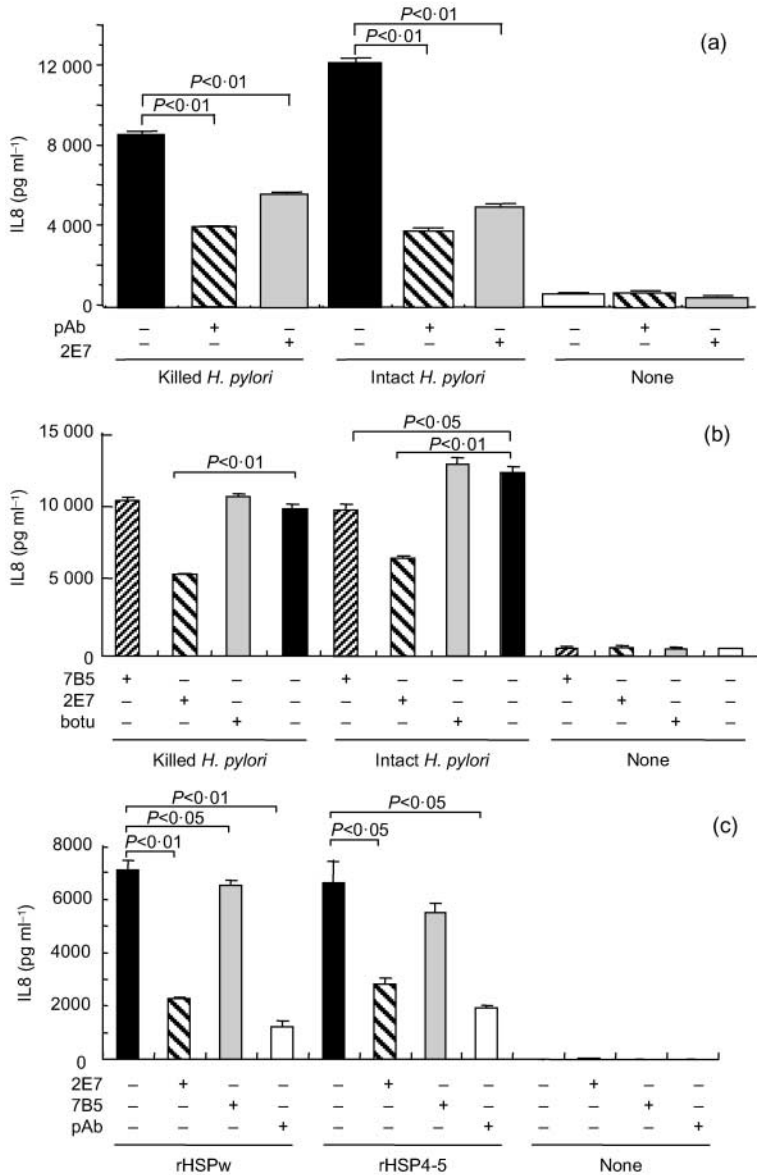 (a)
P<0·01
P<0·01
P<0·01
P<0·01
12 000
8 000
4 000
0
IL8 (pg ml⁻¹)
pAb – + – – + – – + –
2E7 – – + – – + – – +
Killed H. pylori Intact H. pylori None
(b)
15 000
10 000
5 000
0
IL8 (pg ml⁻¹)
P<0·05
P<0·01
P<0·01
7B5 + – – – + – – – + – – –
2E7 – + – – – + – – – + – –
botu – – + – – – + – – – + –
Killed H. pylori Intact H. pylori None
(c)
8000
6000
4000
2000
0
IL8 (pg ml⁻¹)
P<0·01
P<0·05
P<0·01
P<0·05
P<0·05
2E7 – + – – – + – – – + – –
7B5 – – + – – – + – – – + –
pAb – – – + – – – + – – – +
rHSPw rHSP4-5 None